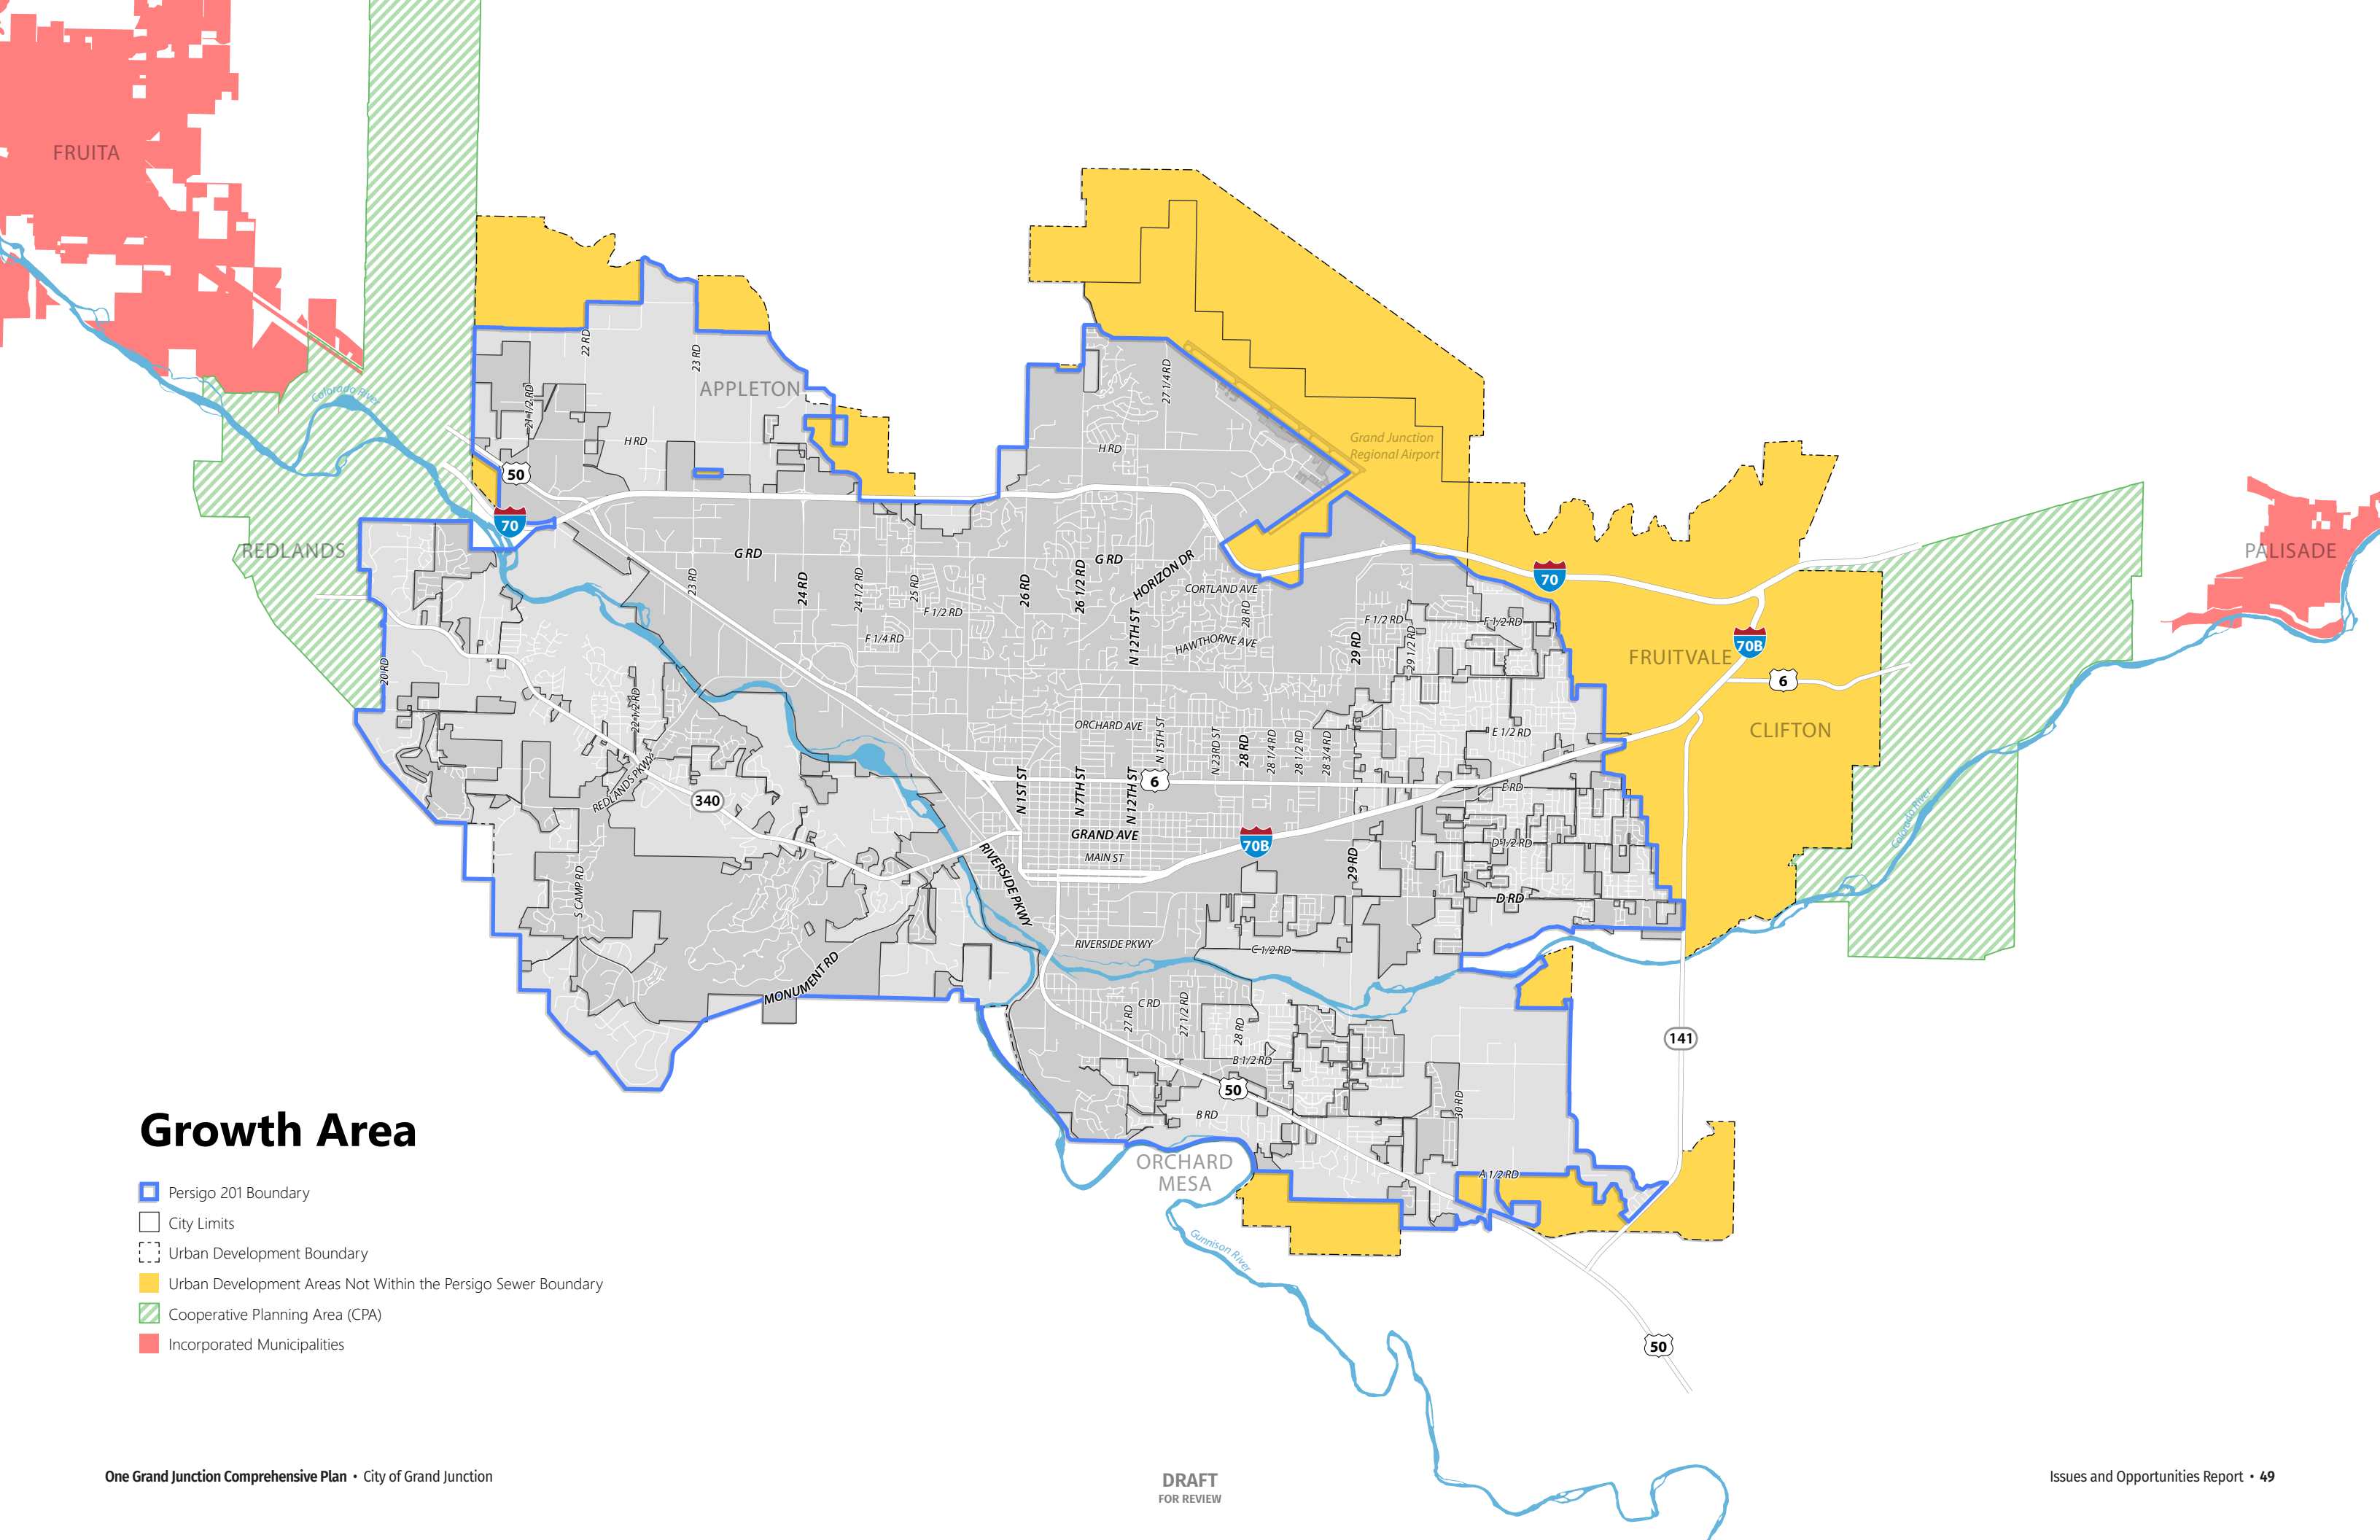 FRUITA
Colorado River
REDLANDS
APPLETON
22 RD
23 RD
21 1/2 RD
H RD
50
70
27 1/4 RD
H RD
Grand Junction
Regional Airport
PALISADE
G RD
23 RD
24 RD
24 1/2 RD
25 RD
26 RD
26 1/2 RD
G RD
HORIZON DR
CORTLAND AVE
F 1/2 RD
F 1/4 RD
N 12TH ST
HAWTHORNE AVE
28 RD
29 RD
F 1/2 RD
29 1/2 RD
F 1/2 RD
70
70B
FRUITVALE
6
CLIFTON
20 RD
22 1/2 RD
REDLANDS PKWY
340
ORCHARD AVE
N 15TH ST
N 23RD ST
28 RD
28 1/4 RD
28 1/2 RD
28 3/4 RD
E 1/2 RD
6
E RD
N 1ST ST
N 7TH ST
N 12TH ST
GRAND AVE
70B
MAIN ST
29 RD
D 1/2 RD
D RD
Colorado River
S CAMP RD
RIVERSIDE PKWY
RIVERSIDE PKWY
C 1/2 RD
MONUMENT RD
27 RD
C RD
27 1/2 RD
28 RD
B 1/2 RD
50
B RD
30 RD
141
A 1/2 RD
ORCHARD
MESA
Gunnison River
50
Growth Area
Persigo 201 Boundary
City Limits
Urban Development Boundary
Urban Development Areas Not Within the Persigo Sewer Boundary
Cooperative Planning Area (CPA)
Incorporated Municipalities
One Grand Junction Comprehensive Plan • City of Grand Junction
DRAFT
FOR REVIEW
Issues and Opportunities Report • 49